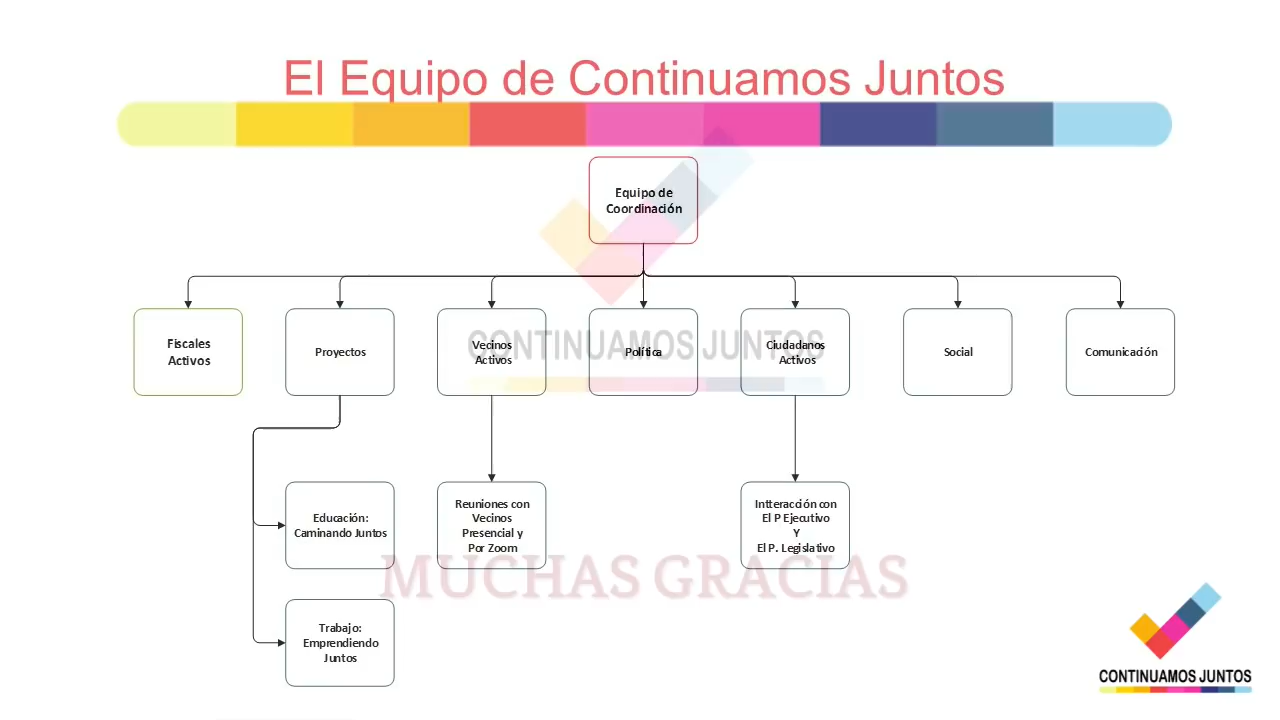 El Equipo de Continuamos Juntos
Equipo de
Coordinación
Fiscales
Activos
Proyectos
Vecinos
Activos
Política
Ciudadanos
Activos
Social
Comunicación
CONTINUAMOS JUNTOS
Educación:
Caminando Juntos
Reuniones con
Vecinos
Presencial y
Por Zoom
Intteracción con
El P Ejecutivo
Y
El P. Legislativo
MUCHAS GRACIAS
Trabajo:
Emprendiendo
Juntos
CONTINUAMOS JUNTOS